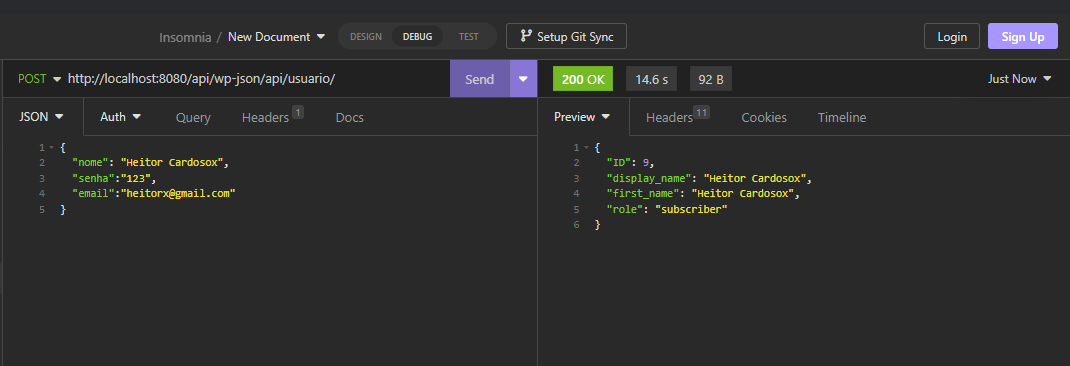 Insomnia / New Document DESIGN DEBUG TEST Setup Git Sync Login Sign Up
POST http://localhost:8080/api/wp-json/api/usuario/ Send 200 OK 14.6 s 92 B Just Now
JSON Auth Query Headers 1 Docs
1 {
2 "nome": "Heitor Cardosox",
3 "senha":"123",
4 "email":"heitorx@gmail.com"
5 }
Preview Headers 11 Cookies Timeline
1 {
2 "ID": 9,
3 "display_name": "Heitor Cardosox",
4 "first_name": "Heitor Cardosox",
5 "role": "subscriber"
6 }